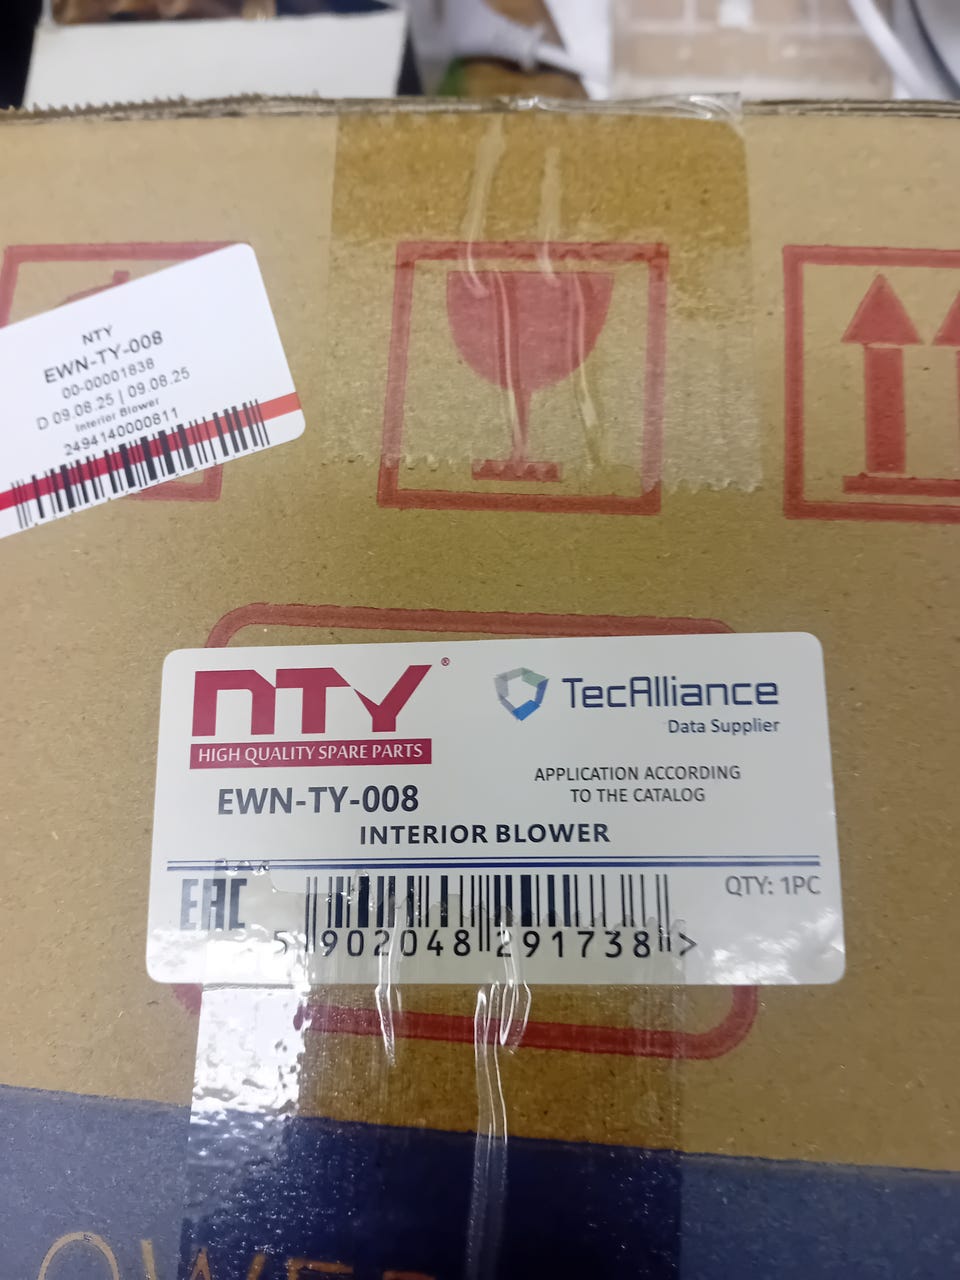 NTY
EWN-TY-008
00-00001838
D 09.08.25 | 09.08.25
Interior Blower
2494140000811
NTY®
HIGH QUALITY SPARE PARTS
TecAlliance
Data Supplier
APPLICATION ACCORDING
TO THE CATALOG
EWN-TY-008
INTERIOR BLOWER
EAC
QTY: 1PC
5 902048 291738 >